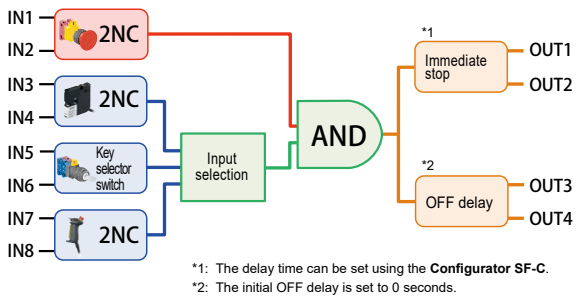 IN1
IN2
2NC
IN3
IN4
2NC
IN5
IN6
Key
selector
switch
IN7
IN8
2NC
Input
selection
AND
*1
Immediate
stop
OUT1
OUT2
*2
OFF delay
OUT3
OUT4
*1: The delay time can be set using the Configurator SF-C.
*2: The initial OFF delay is set to 0 seconds.